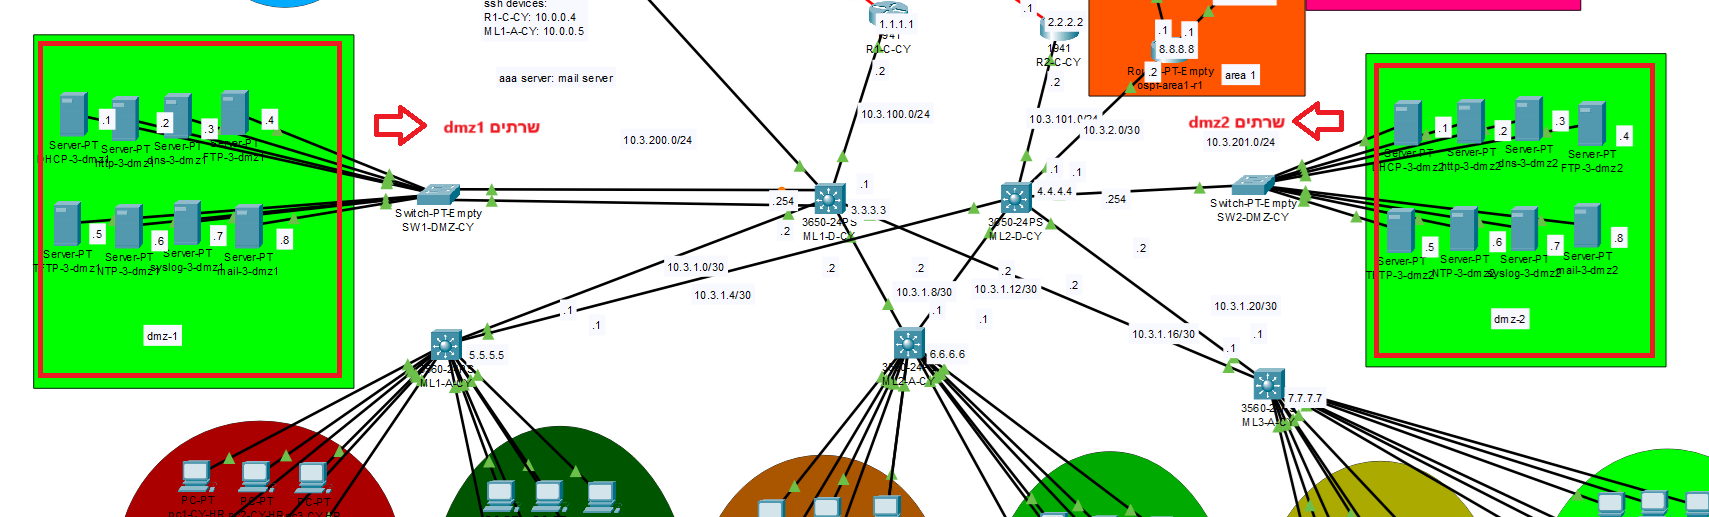 ssh devices:
R1-C-CY: 10.0.0.4
ML1-A-CY: 10.0.0.5
aaa server: mail server
1.1.1.1
1941
R1-C-CY
.2
10.3.100.0/24
.1
2.2.2.2
1941
R2-C-CY
.2
10.3.101.0/24
.1
.1
8.8.8.8
.2
Router-PT-Empty
ospf-area1-r1
area 1
10.3.2.0/30
שרתים dmz1
שרתים dmz2
10.3.200.0/24
10.3.201.0/24
.1
.2
.3
.4
Server-PT
DHCP-3-dmz1
Server-PT
http-3-dmz1
Server-PT
dns-3-dmz1
Server-PT
FTP-3-dmz1
.5
.6
.7
.8
Server-PT
TFTP-3-dmz1
Server-PT
NTP-3-dmz1
Server-PT
syslog-3-dmz1
Server-PT
mail-3-dmz1
dmz-1
Switch-PT-Empty
SW1-DMZ-CY
.254
.1
3.3.3.3
3650-24PS
ML1-D-CY
.2
.1
.1
4.4.4.4
3650-24PS
ML2-D-CY
.254
Switch-PT-Empty
SW2-DMZ-CY
.1
.2
.3
.4
Server-PT
DHCP-3-dmz2
Server-PT
http-3-dmz2
Server-PT
dns-3-dmz2
Server-PT
FTP-3-dmz2
.5
.6
.7
.8
Server-PT
TFTP-3-dmz2
Server-PT
NTP-3-dmz2
Server-PT
syslog-3-dmz2
Server-PT
mail-3-dmz2
dmz-2
10.3.1.0/30
10.3.1.4/30
.2
.2
.2
.2
.2
10.3.1.8/30
10.3.1.12/30
10.3.1.20/30
10.3.1.16/30
.1
.1
.1
.1
.1
.1
5.5.5.5
3560-24PS
ML1-A-CY
6.6.6.6
3560-24PS
ML2-A-CY
7.7.7.7
3560-24PS
ML3-A-CY
PC-PT
PC-PT
PC-PT